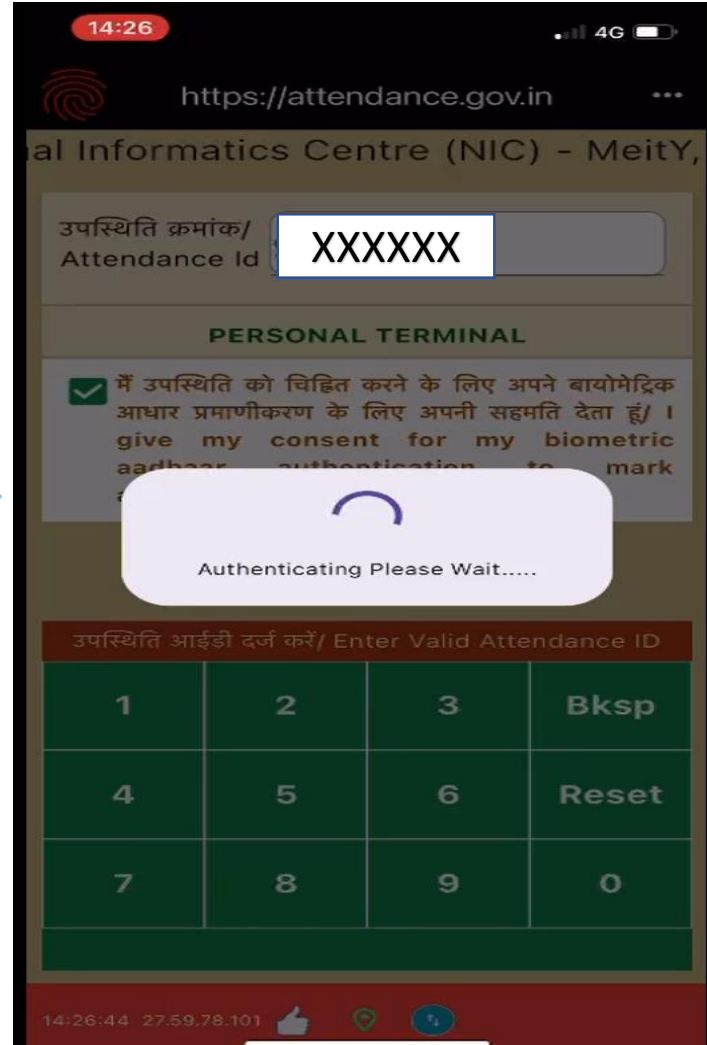 14:26
4G
https://attendance.gov.in
al Informatics Centre (NIC) - MeitY,
उपस्थिति क्रमांक/
Attendance Id
XXXXXX
PERSONAL TERMINAL
मैं उपस्थिति को चिह्नित करने के लिए अपने बायोमेट्रिक
आधार प्रमाणीकरण के लिए अपनी सहमति देता हूं/ I
give my consent for my biometric
aadhaar authentication to mark
Authenticating Please Wait.....
उपस्थिति आईडी दर्ज करें/ Enter Valid Attendance ID
1 2 3 Bksp
4 5 6 Reset
7 8 9 0
14:26:44 27.59.78.101